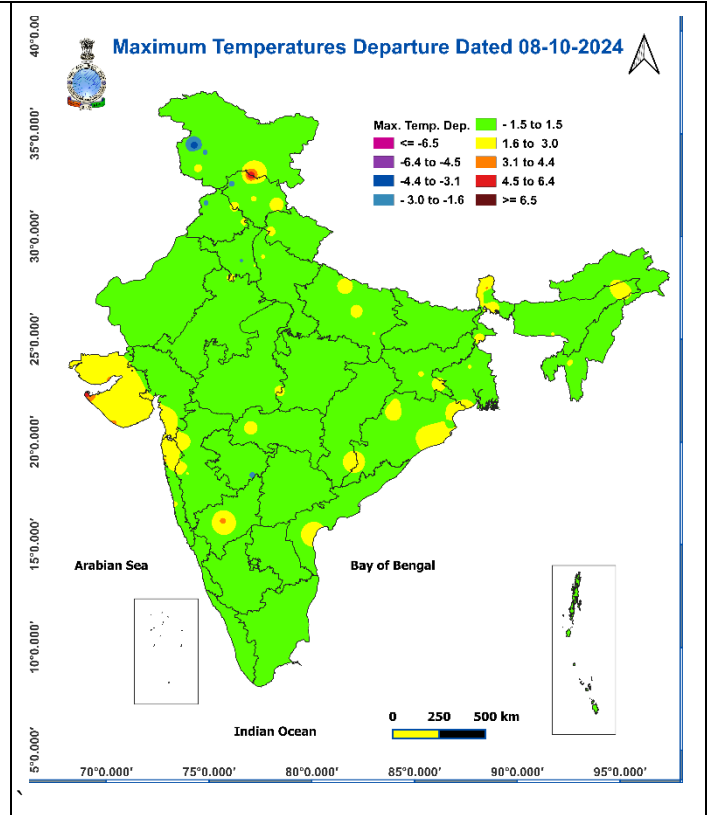 Maximum Temperatures Departure Dated 08-10-2024
Max. Temp. Dep.
<= -6.5
-6.4 to -4.5
-4.4 to -3.1
- 3.0 to -1.6
- 1.5 to 1.5
1.6 to 3.0
3.1 to 4.4
4.5 to 6.4
>= 6.5
40°0.00
35°0.000'
30°0.000'
25°0.000'
20°0.000'
15°0.000'
10°0.000'
5°0.000'
Arabian Sea
Bay of Bengal
Indian Ocean
0 250 500 km
70°0.000' 75°0.000' 80°0.000' 85°0.000' 90°0.000' 95°0.000'
`